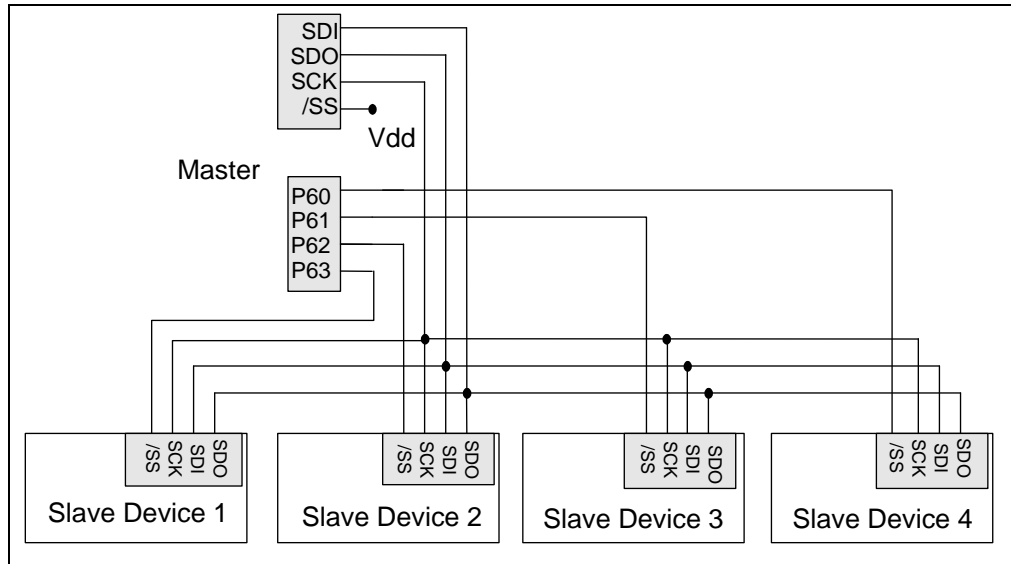 SDI
SDO
SCK
/SS
Vdd
Master
P60
P61
P62
P63
/SS
SCK
SDI
SDO
Slave Device 1
/SS
SCK
SDI
SDO
Slave Device 2
/SS
SCK
SDI
SDO
Slave Device 3
/SS
SCK
SDI
SDO
Slave Device 4